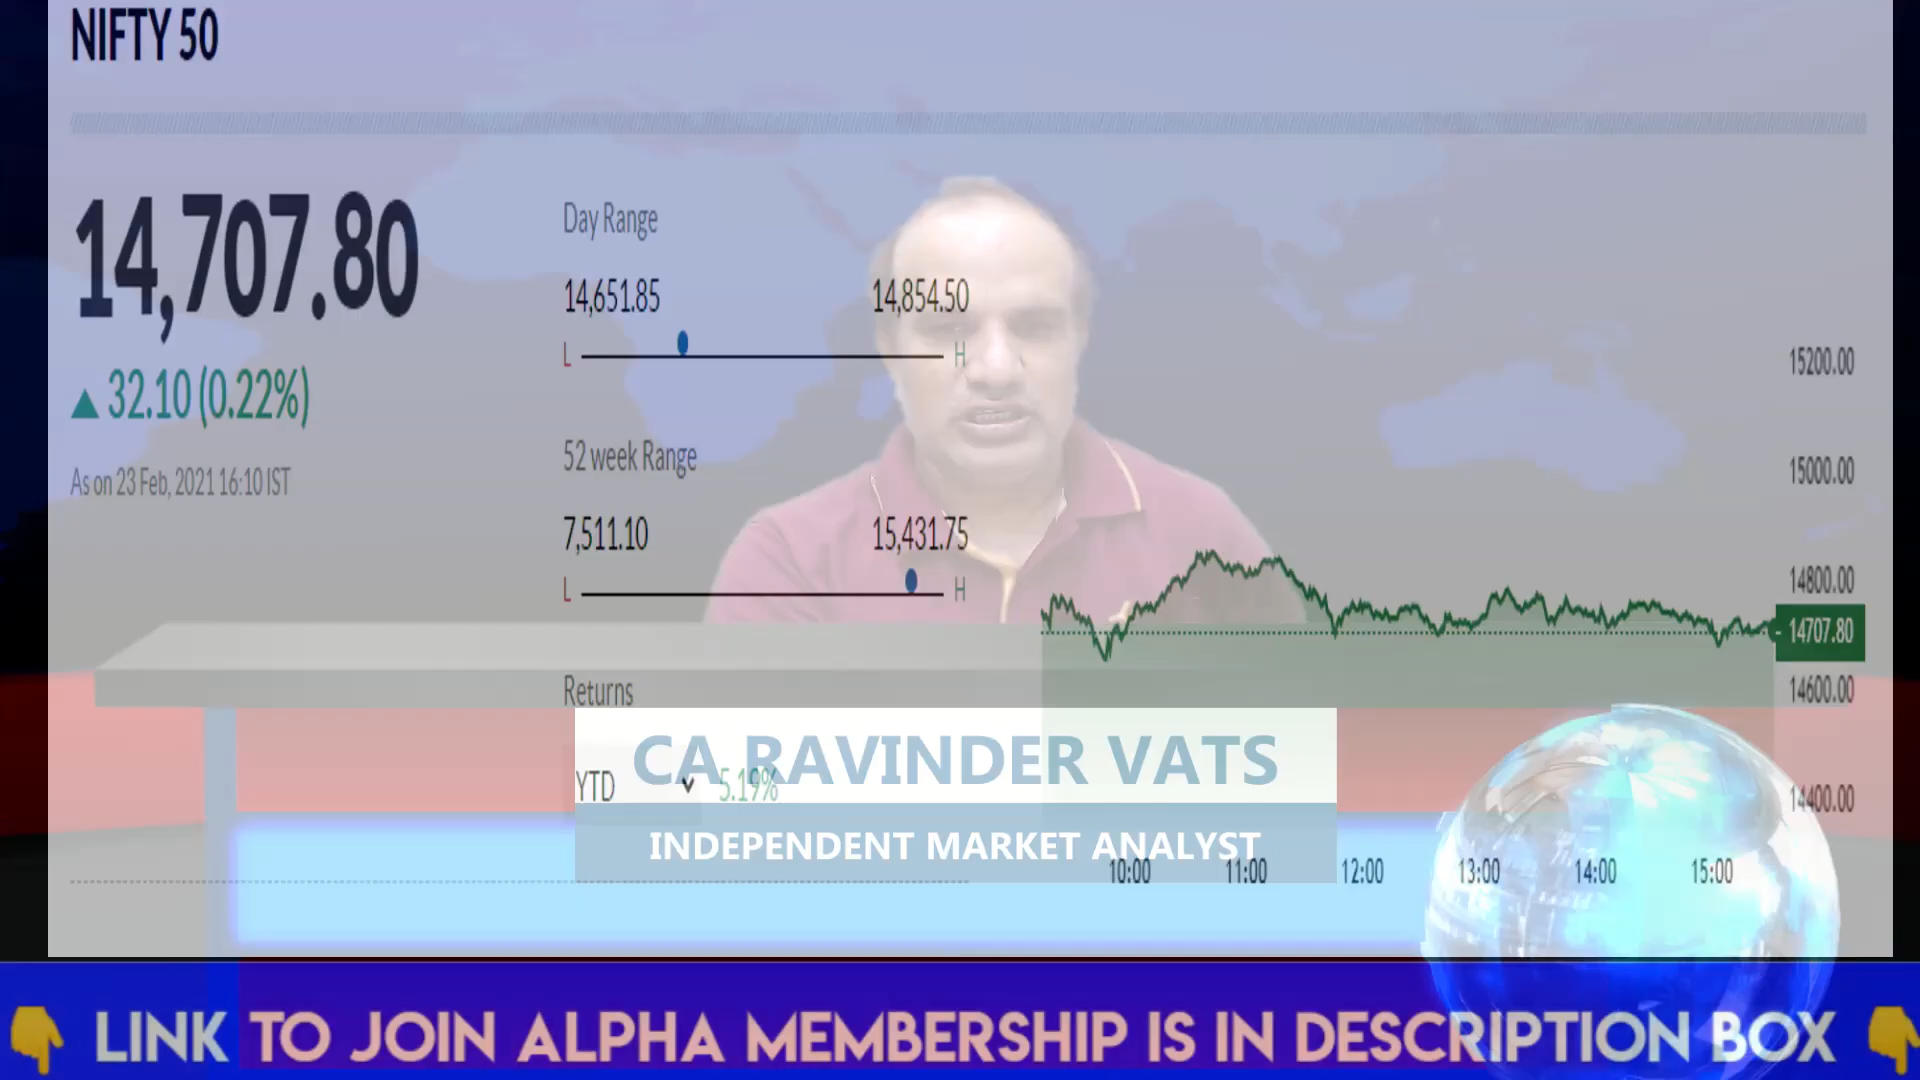 NIFTY 50
14,707.80
▲ 32.10 (0.22%)
As on 23 Feb, 2021 16:10 IST
Day Range
14,651.85 14,854.50
L H
52 week Range
7,511.10 15,431.75
L H
Returns
YTD 5.19%
15200.00
15000.00
14800.00
14707.80
14600.00
14400.00
10:00 11:00 12:00 13:00 14:00 15:00
CA RAVINDER VATS
INDEPENDENT MARKET ANALYST
👇 LINK TO JOIN ALPHA MEMBERSHIP IS IN DESCRIPTION BOX 👇